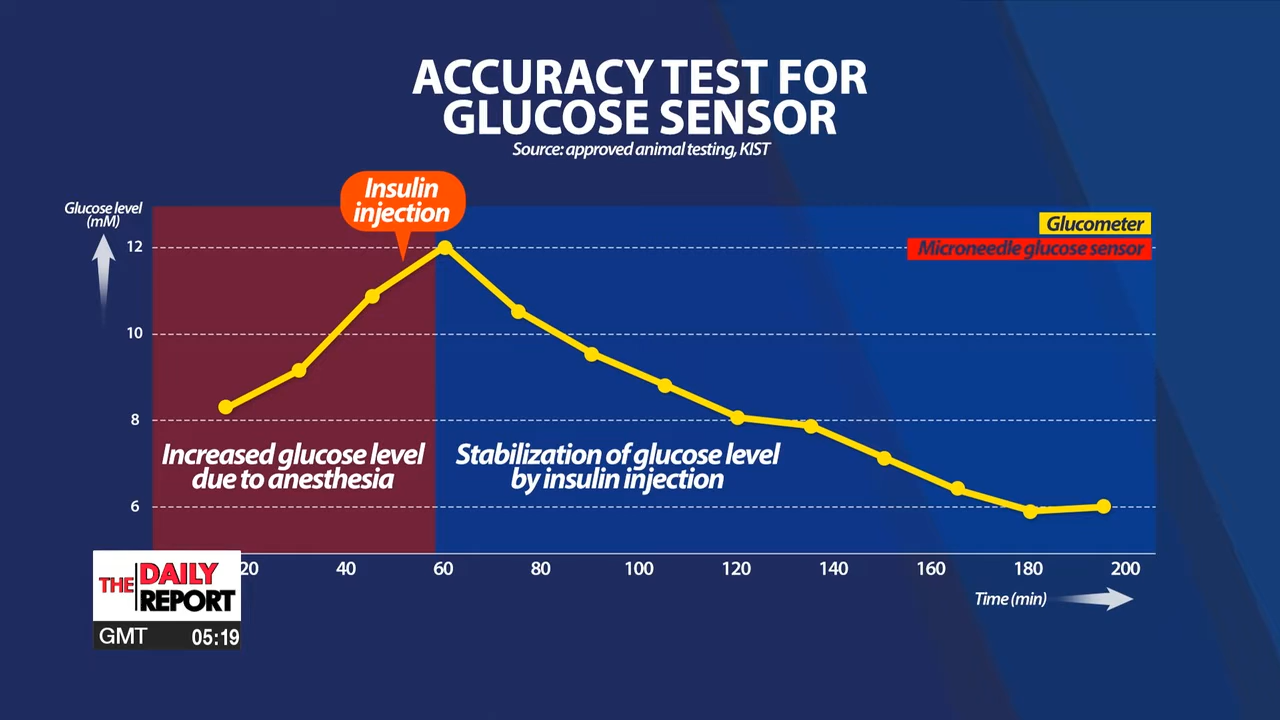 ACCURACY TEST FOR
GLUCOSE SENSOR
Source: approved animal testing, KIST
Insulin
injection
Glucose level
(mM)
Glucometer
Microneedle glucose sensor
12
10
8
6
Increased glucose level
due to anesthesia
Stabilization of glucose level
by insulin injection
20 40 60 80 100 120 140 160 180 200
Time (min)
THE DAILY
REPORT
GMT 05:19